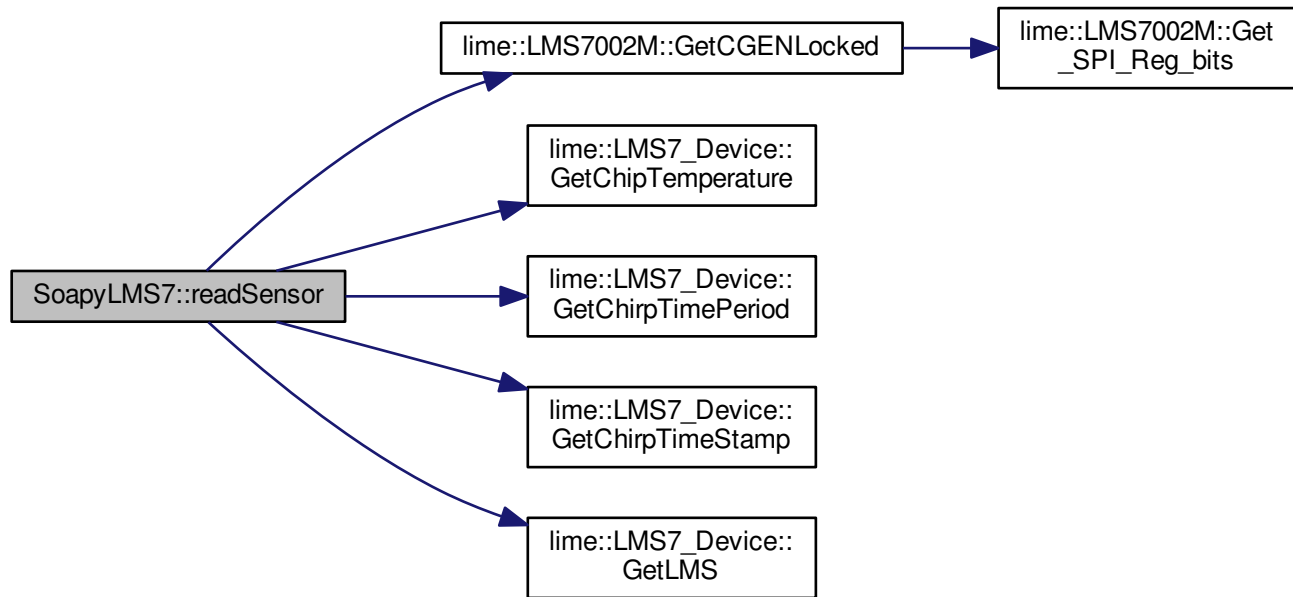 lime::LMS7002M::GetCGENLocked
lime::LMS7002M::Get
_SPI_Reg_bits
lime::LMS7_Device::
GetChipTemperature
SoapyLMS7::readSensor
lime::LMS7_Device::
GetChirpTimePeriod
lime::LMS7_Device::
GetChirpTimeStamp
lime::LMS7_Device::
GetLMS